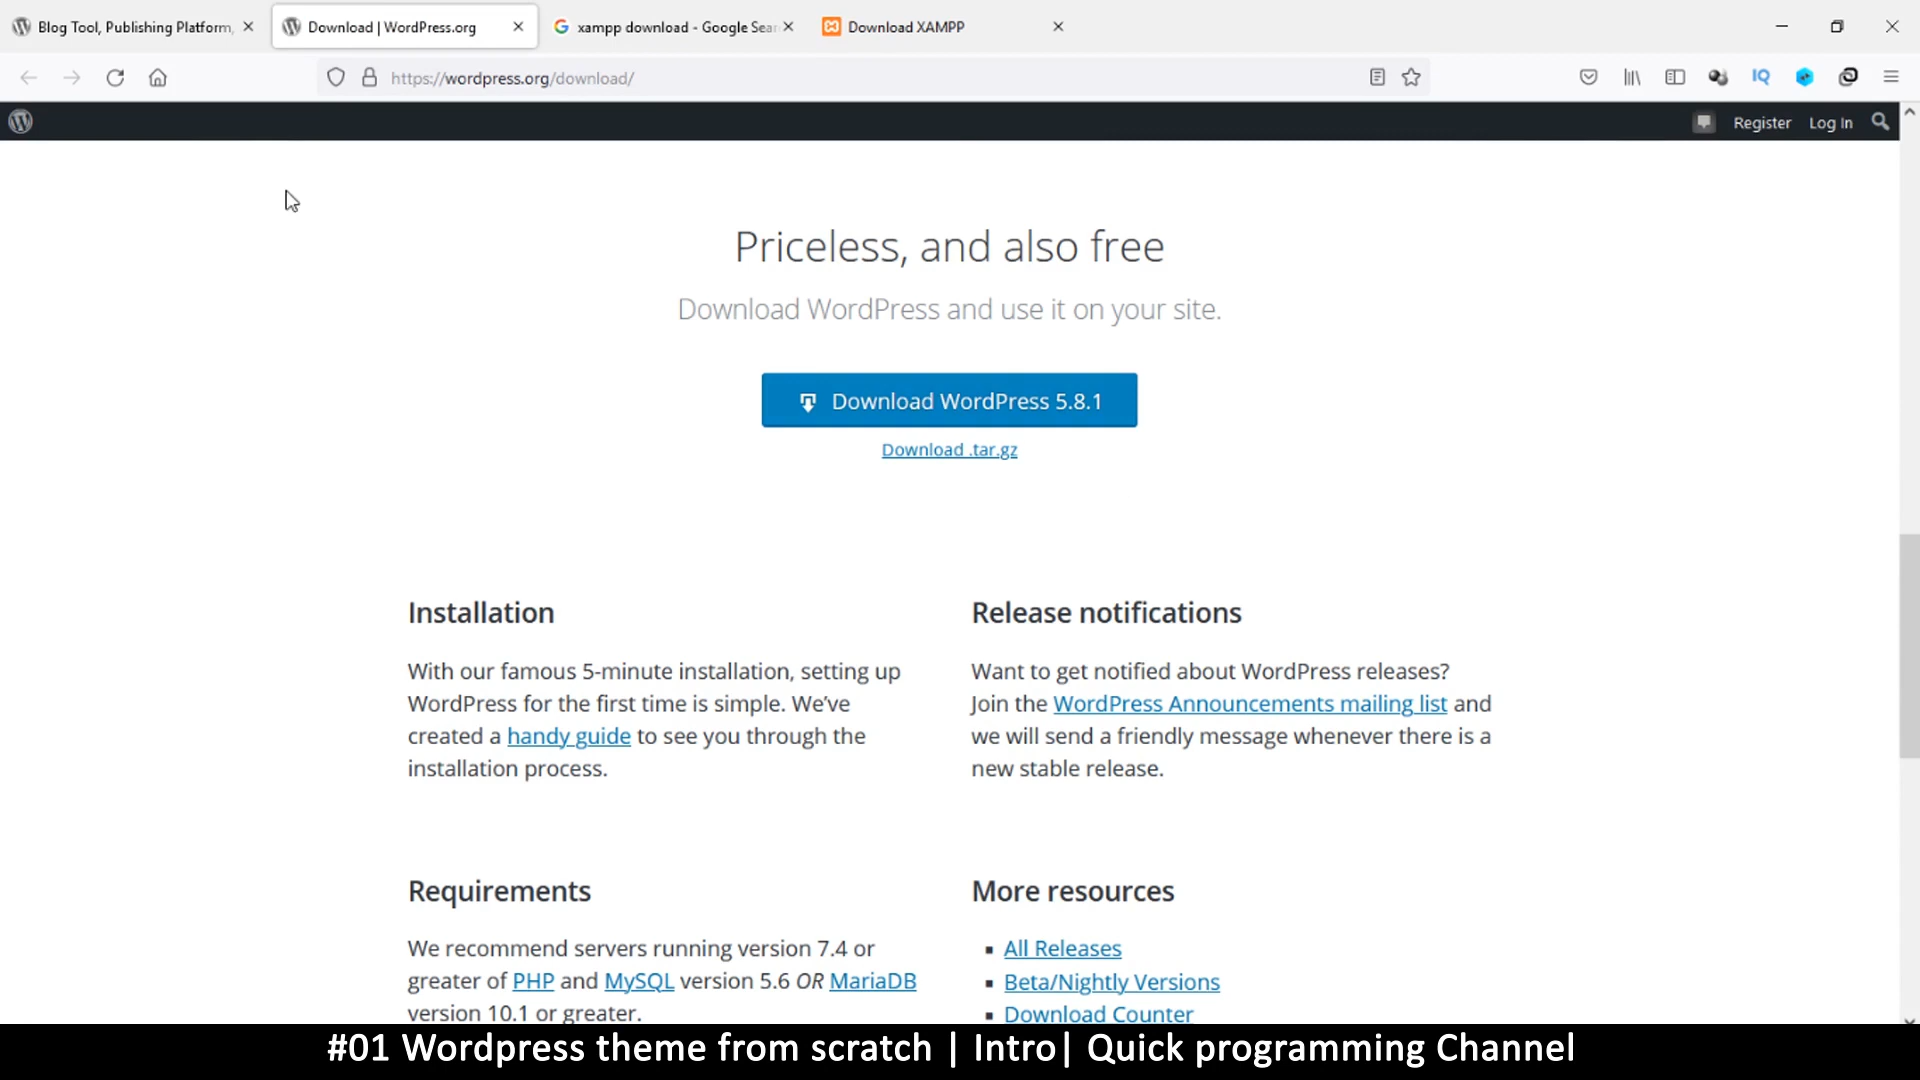 Blog Tool, Publishing Platform,
Download | WordPress.org
xampp download - Google Sear
Download XAMPP
https://wordpress.org/download/
IQ
Register
Log In
Priceless, and also free
Download WordPress and use it on your site.
Download WordPress 5.8.1
Download .tar.gz
Installation
With our famous 5-minute installation, setting up
WordPress for the first time is simple. We’ve
created a handy guide to see you through the
installation process.
Release notifications
Want to get notified about WordPress releases?
Join the WordPress Announcements mailing list and
we will send a friendly message whenever there is a
new stable release.
Requirements
We recommend servers running version 7.4 or
greater of PHP and MySQL version 5.6 OR MariaDB
version 10.1 or greater.
More resources
All Releases
Beta/Nightly Versions
Download Counter
#01 Wordpress theme from scratch | Intro| Quick programming Channel